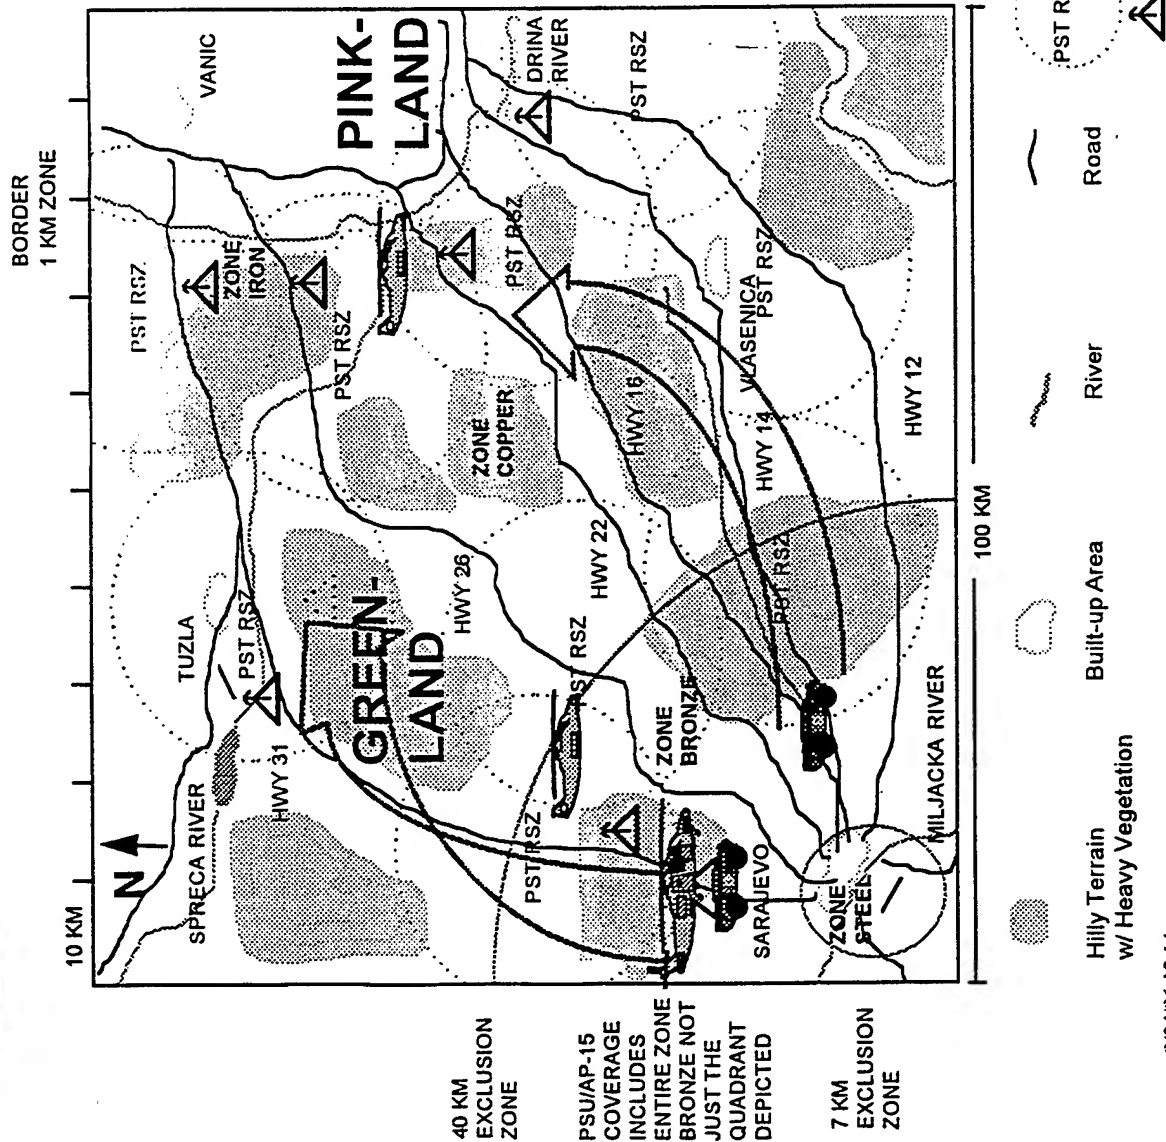 BORDER
1 KM ZONE
10 KM
N
VANIC
PINK-
LAND
DRINA
RIVER
PST RSZ
PST RSZ
ZONE
IRON
PST RSZ
PST RSZ
PST RSZ
VLASENICA
TUZLA
PST RSZ
SPRECA RIVER
HWY 31
GREEN-
LAND
HWY 26
ZONE
COPPER
HWY 22
HWY 16
HWY 14
HWY 12
PST RSZ
PST RSZ
PST RSZ
ZONE
BRONZE
SARAJEVO
ZONE
STEEL
MILJACKA RIVER
40 KM
EXCLUSION
ZONE
PSU/AP-15
COVERAGE
INCLUDES
ENTIRE ZONE
BRONZE NOT
JUST THE
QUADRANT
DEPICTED
7 KM
EXCLUSION
ZONE
100 KM
Hilly Terrain
w/ Heavy Vegetation
Built-up Area
River
Road
PST R